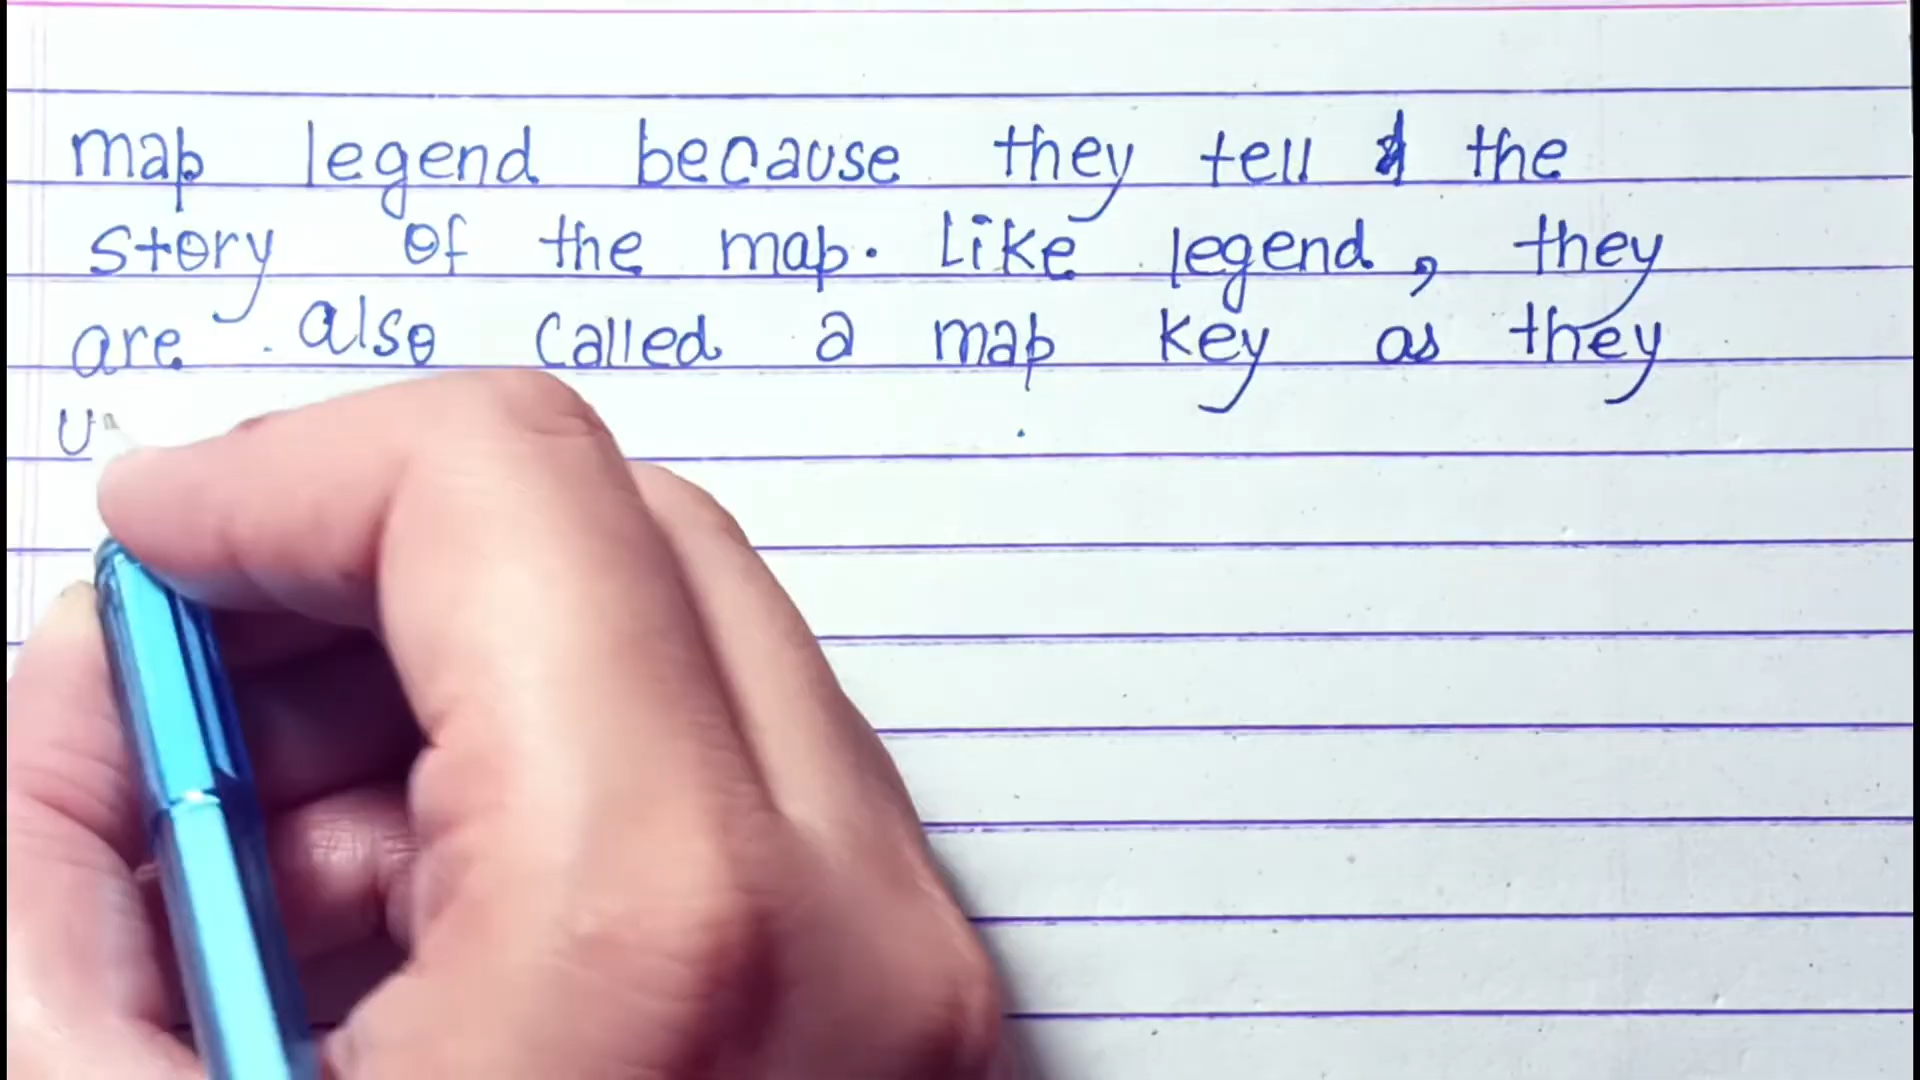 map legend because they tell the
story of the map. Like legend, they
are also called a map key as they